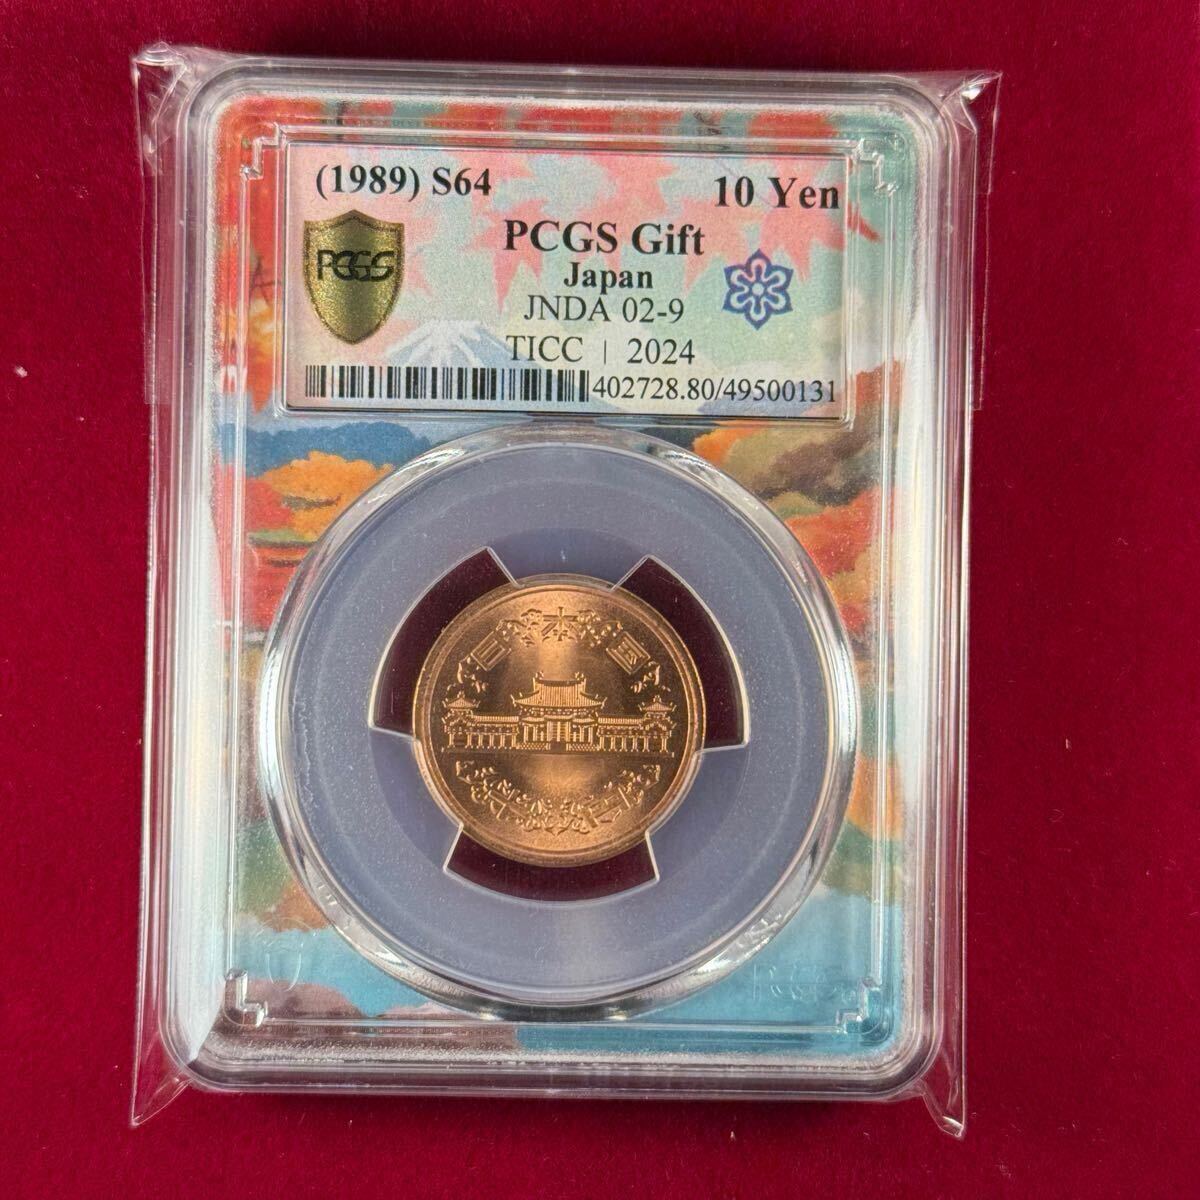 (1989) S64 10 Yen
PCGS PCGS Gift
Japan
JNDA 02-9
TICC | 2024
402728.80/49500131
日本国
十円
PCGS